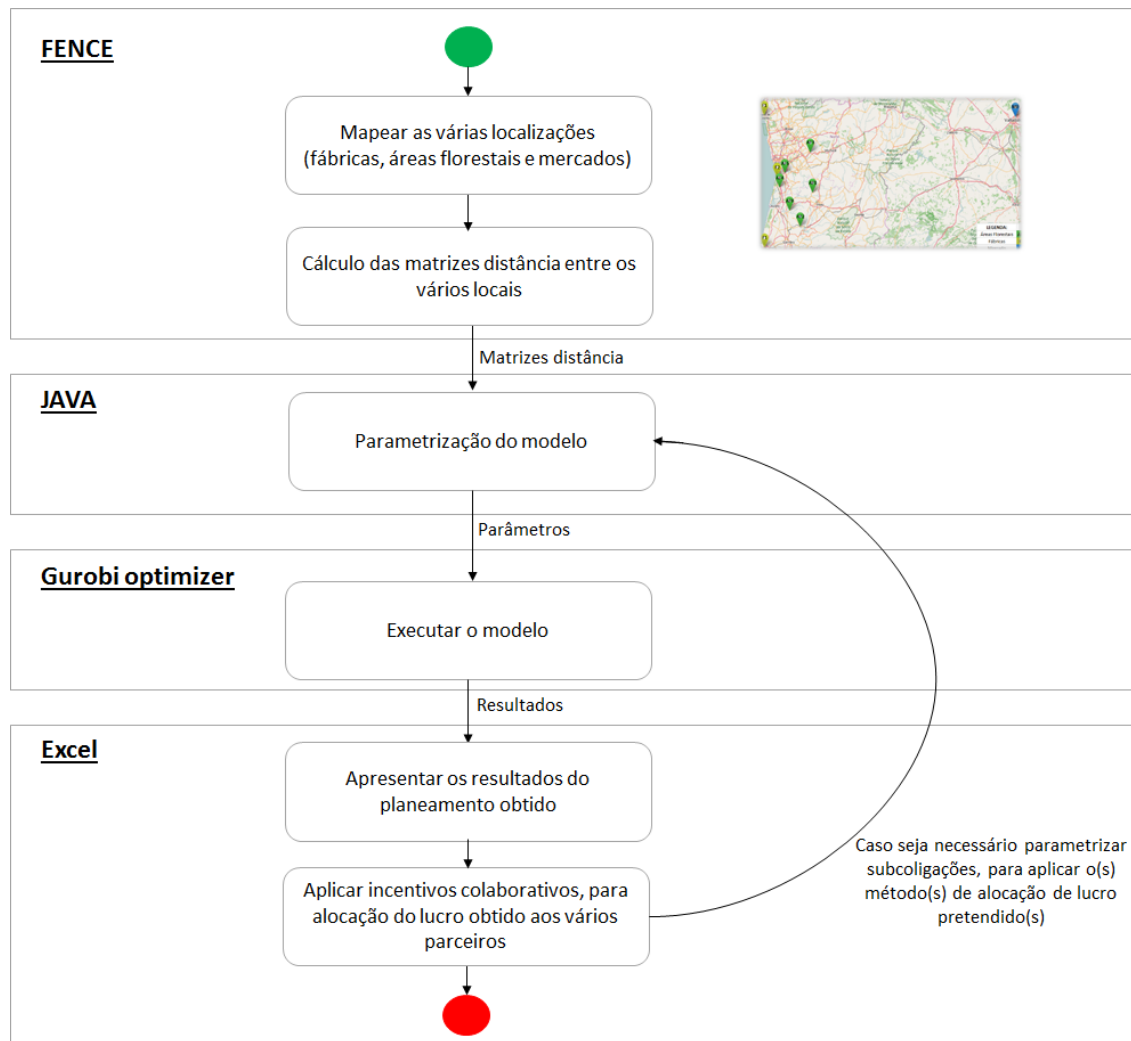 FENCE
Mapear as várias localizações
(fábricas, áreas florestais e mercados)
LEGENDA:
Áreas Florestais
Fábricas
Cálculo das matrizes distância entre os
vários locais
Matrizes distância
JAVA
Parametrização do modelo
Parâmetros
Gurobi optimizer
Executar o modelo
Resultados
Excel
Apresentar os resultados do
planeamento obtido
Caso seja necessário parametrizar
subcoligações, para aplicar o(s)
método(s) de alocação de lucro
pretendido(s)
Aplicar incentivos colaborativos, para
alocação do lucro obtido aos vários
parceiros